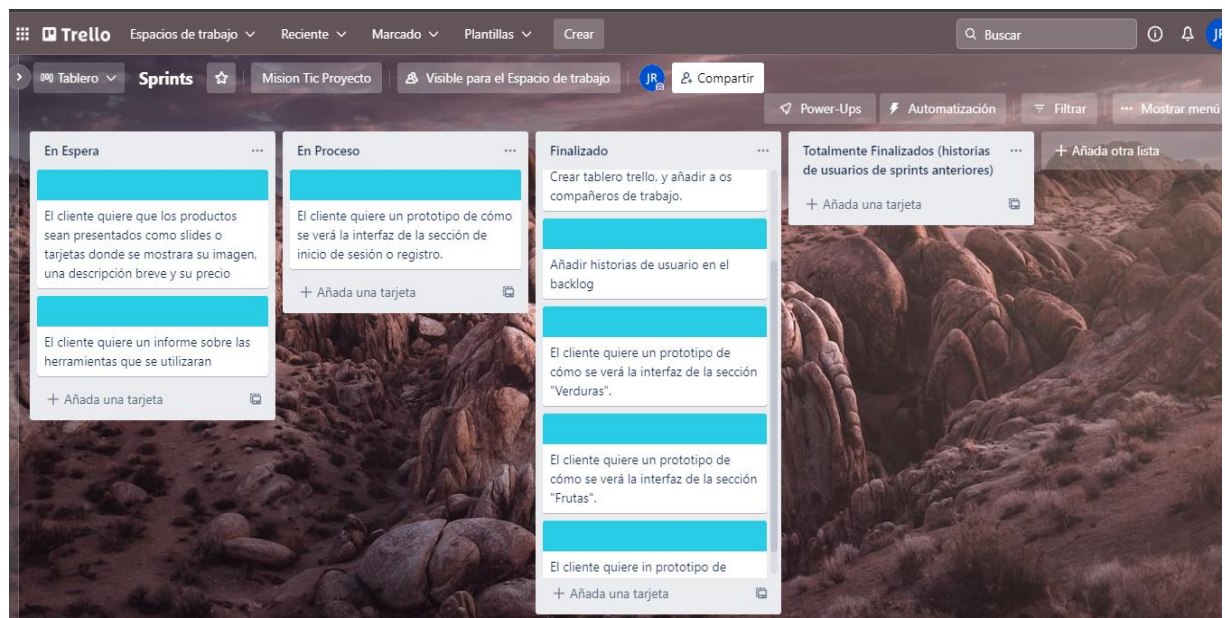 Trello Espacios de trabajo Reciente Marcado Plantillas Crear Buscar JR
Tablero Sprints Mision Tic Proyecto Visible para el Espacio de trabajo JR Compartir
Power-Ups Automatización Filtrar Mostrar menú
En Espera
El cliente quiere que los productos
sean presentados como slides o
tarjetas donde se mostrara su imagen,
una descripción breve y su precio
El cliente quiere un informe sobre las
herramientas que se utilizaran
+ Añada una tarjeta
En Proceso
El cliente quiere un prototipo de cómo
se verá la interfaz de la sección de
inicio de sesión o registro.
+ Añada una tarjeta
Finalizado
Crear tablero trello, y añadir a os
compañeros de trabajo.
Añadir historias de usuario en el
backlog
El cliente quiere un prototipo de
cómo se verá la interfaz de la sección
"Verduras".
El cliente quiere un prototipo de
cómo se verá la interfaz de la sección
"Frutas".
El cliente quiere in prototipo de
+ Añada una tarjeta
Totalmente Finalizados (historias
de usuarios de sprints anteriores)
+ Añada una tarjeta
+ Añada otra lista